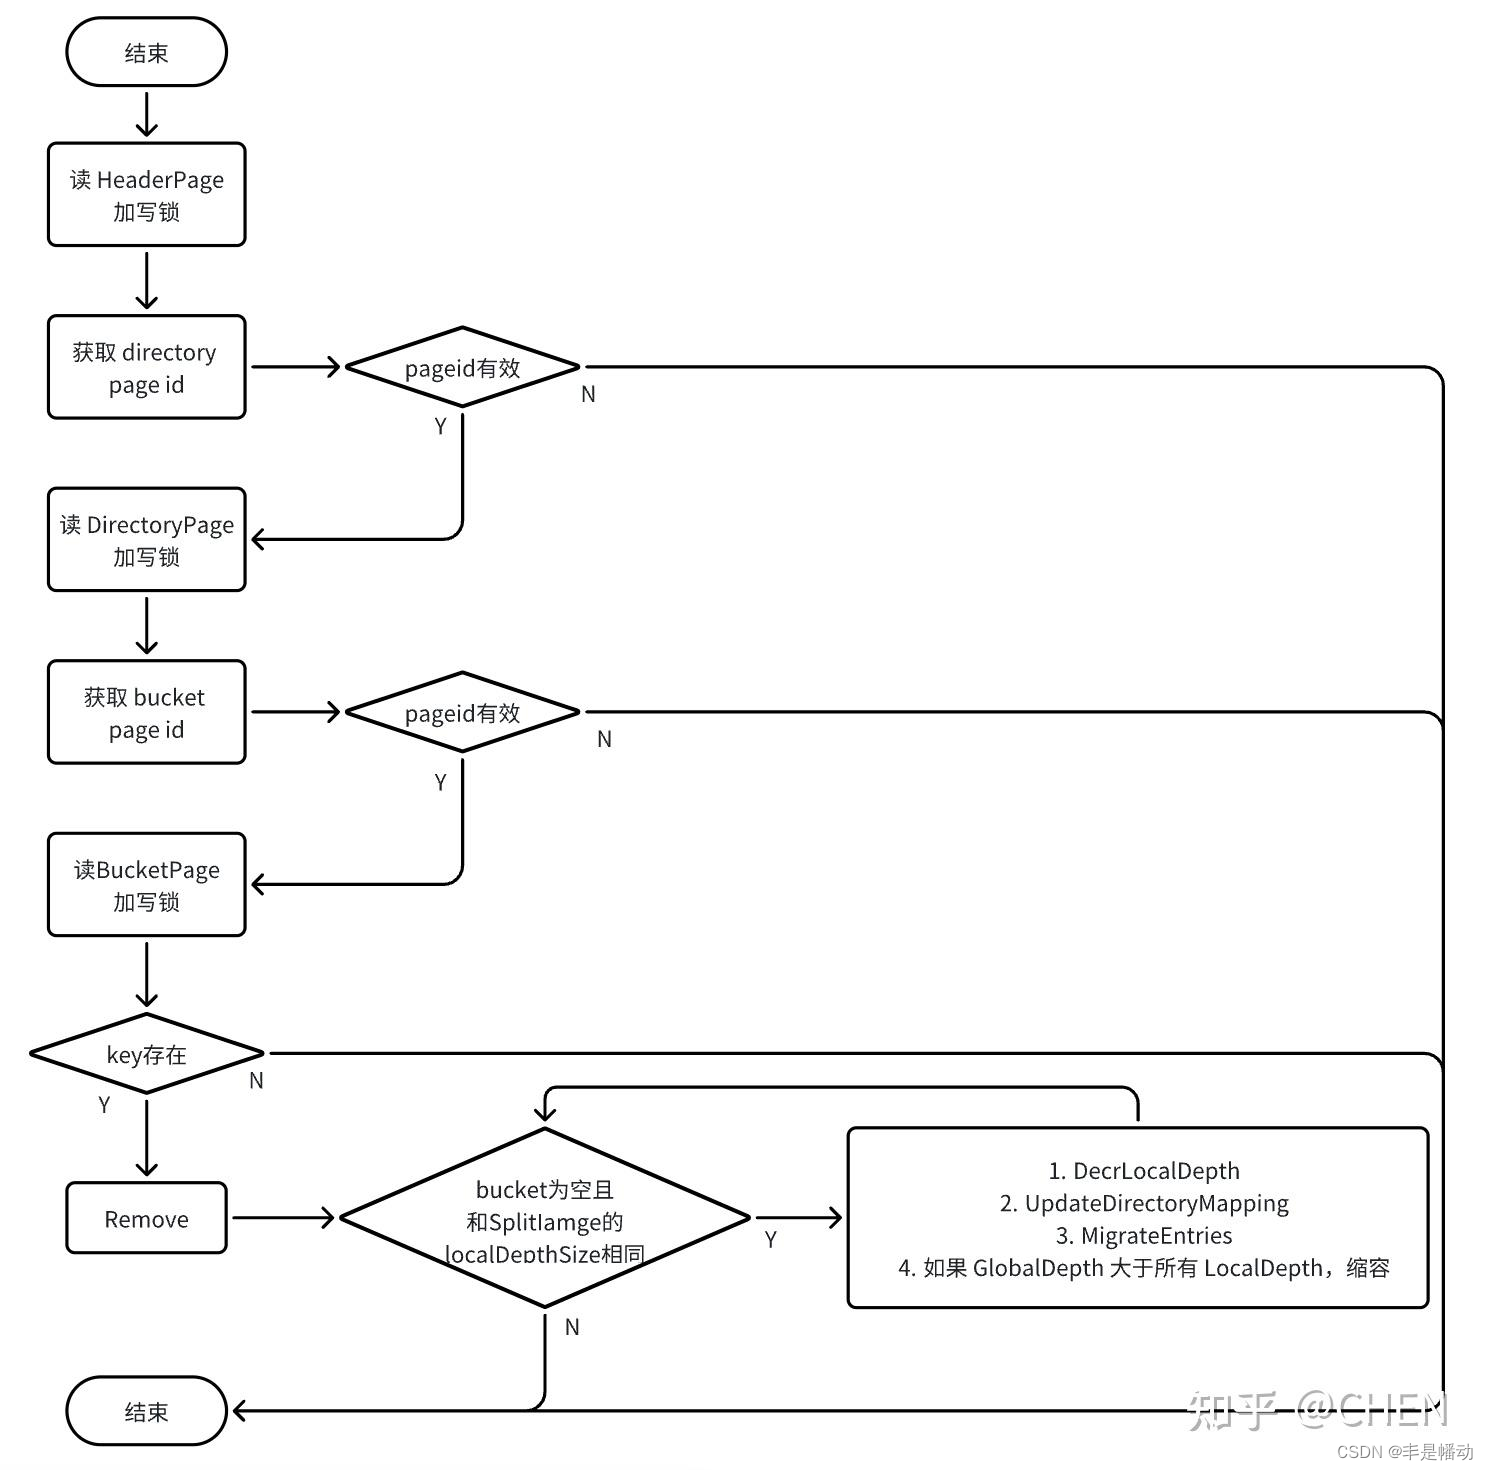 结束
读 HeaderPage
加写锁
获取 directory
page id
pageid有效
N
Y
读 DirectoryPage
加写锁
获取 bucket
page id
pageid有效
N
Y
读BucketPage
加写锁
key存在
N
Y
Remove
bucket为空且
和SplitIamge的
localDepthSize相同
Y
N
1. DecrLocalDepth
2. UpdateDirectoryMapping
3. MigrateEntries
4. 如果 GlobalDepth 大于所有 LocalDepth，缩容
结束
知乎 @CHEN
CSDN @丰是幡动